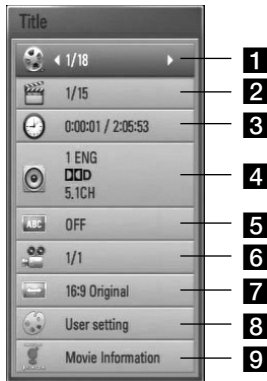 Title
1/18 1
1/15 2
0:00:01 / 2:05:53 3
1 ENG
DD D
5.1CH 4
ABC OFF 5
1/1 6
16:9 Original 7
User setting 8
Movie Information 9